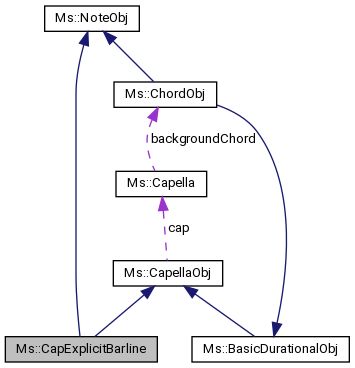 Ms::NoteObj
Ms::ChordObj
backgroundChord
Ms::Capella
cap
Ms::CapellaObj
Ms::CapExplicitBarline
Ms::BasicDurationalObj